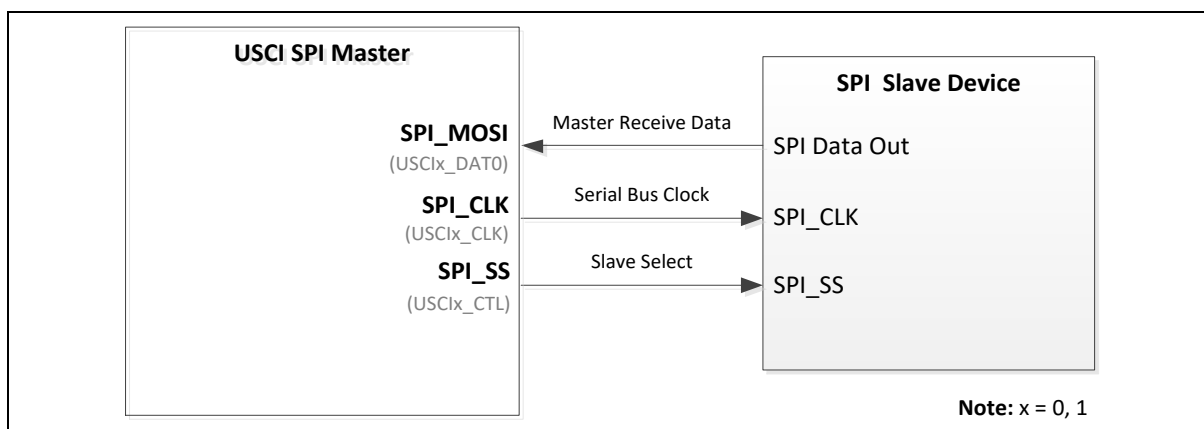 USCI SPI Master
SPI Slave Device
SPI_MOSI
(USCIx_DAT0)
Master Receive Data
SPI Data Out
SPI_CLK
(USCIx_CLK)
Serial Bus Clock
SPI_CLK
SPI_SS
(USCIx_CTL)
Slave Select
SPI_SS
Note: x = 0, 1